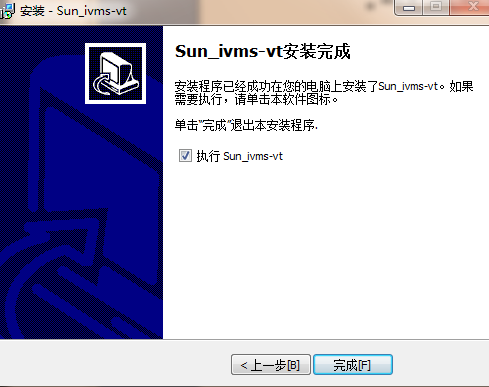 安装 - Sun_ivms-vt
Sun_ivms-vt安装完成
安装程序已经成功在您的电脑上安装了Sun_ivms-vt。如果
需要执行，请单击本软件图标。
单击"完成"退出本安装程序.
执行 Sun_ivms-vt
< 上一步[B]
完成[F]